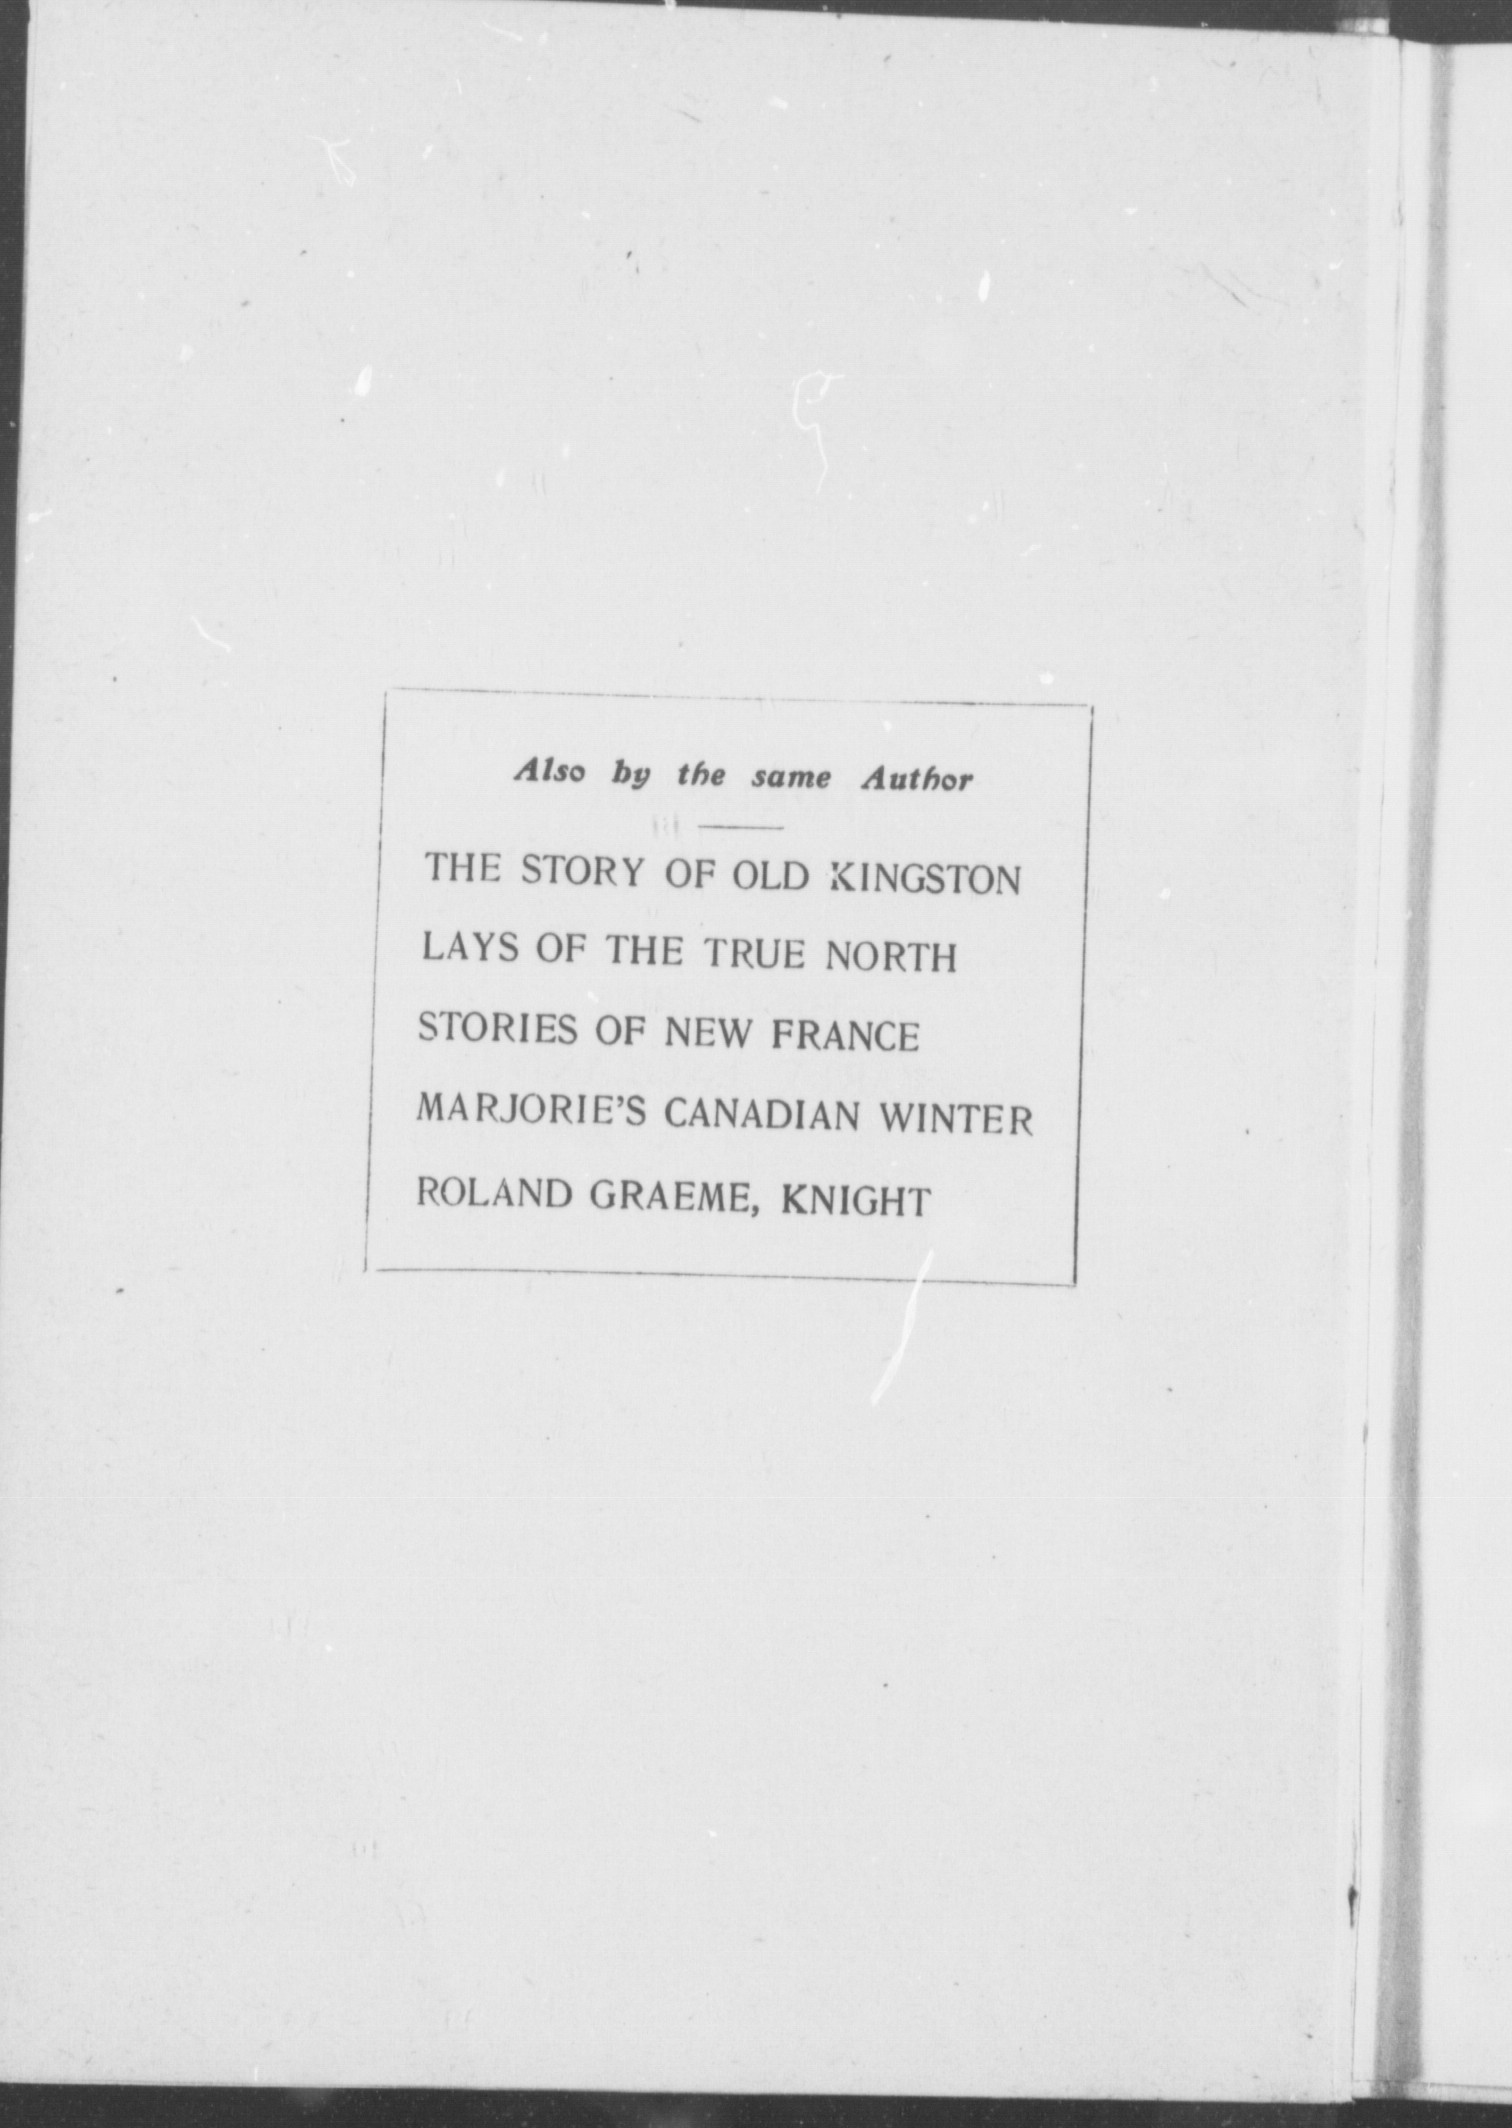 Also by the same Author
THE STORY OF OLD KINGSTON
LAYS OF THE TRUE NORTH
STORIES OF NEW FRANCE
MARJORIE'S CANADIAN WINTER
ROLAND GRAEME, KNIGHT